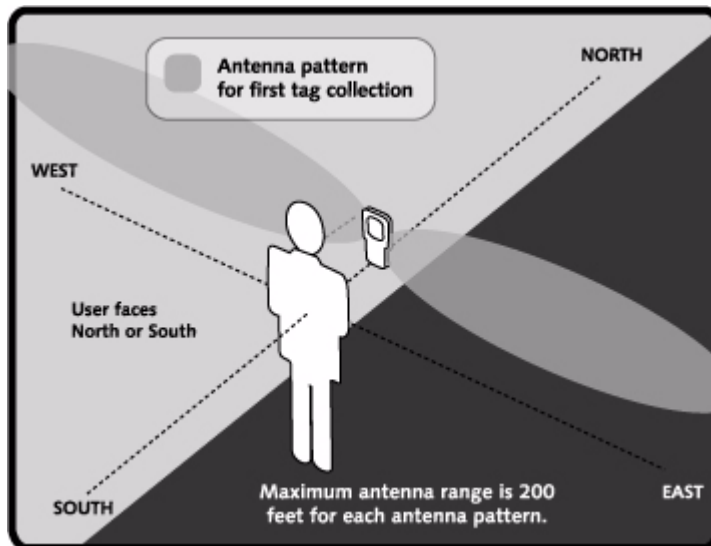 Antenna pattern
for first tag collection
NORTH
WEST
User faces
North or South
SOUTH
Maximum antenna range is 200
feet for each antenna pattern.
EAST